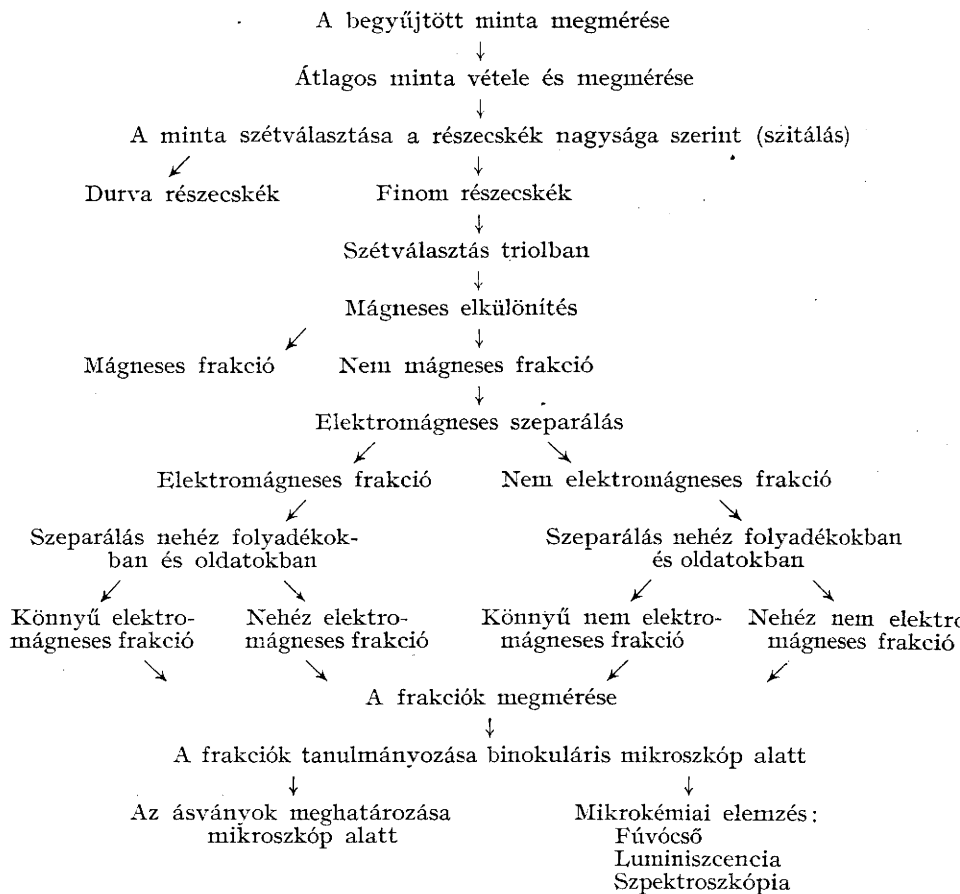 A begyűjtött minta megmérése
Átlagos minta vétele és megmérése
A minta szétválasztása a részecskék nagysága szerint (szitálás)
Durva részecskék Finom részecskék
Szétválasztás triolban
Mágneses elkülönítés
Mágneses frakció Nem mágneses frakció
Elektromágneses szeparálás
Elektromágneses frakció Nem elektromágneses frakció
Szeparálás nehéz folyadékok-
ban és oldatokban
Szeparálás nehéz folyadékokban
és oldatokban
Könnyű elektro-
mágneses frakció
Nehéz elektro-
mágneses frakció
Könnyű nem elektro-
mágneses frakció
Nehéz nem elektro
mágneses frakció
A frakciók megmérése
A frakciók tanulmányozása binokuláris mikroszkóp alatt
Az ásványok meghatározása
mikroszkóp alatt
Mikrokémiai elemzés:
Fúvócső
Luminiszcencia
Szpektroszkópia